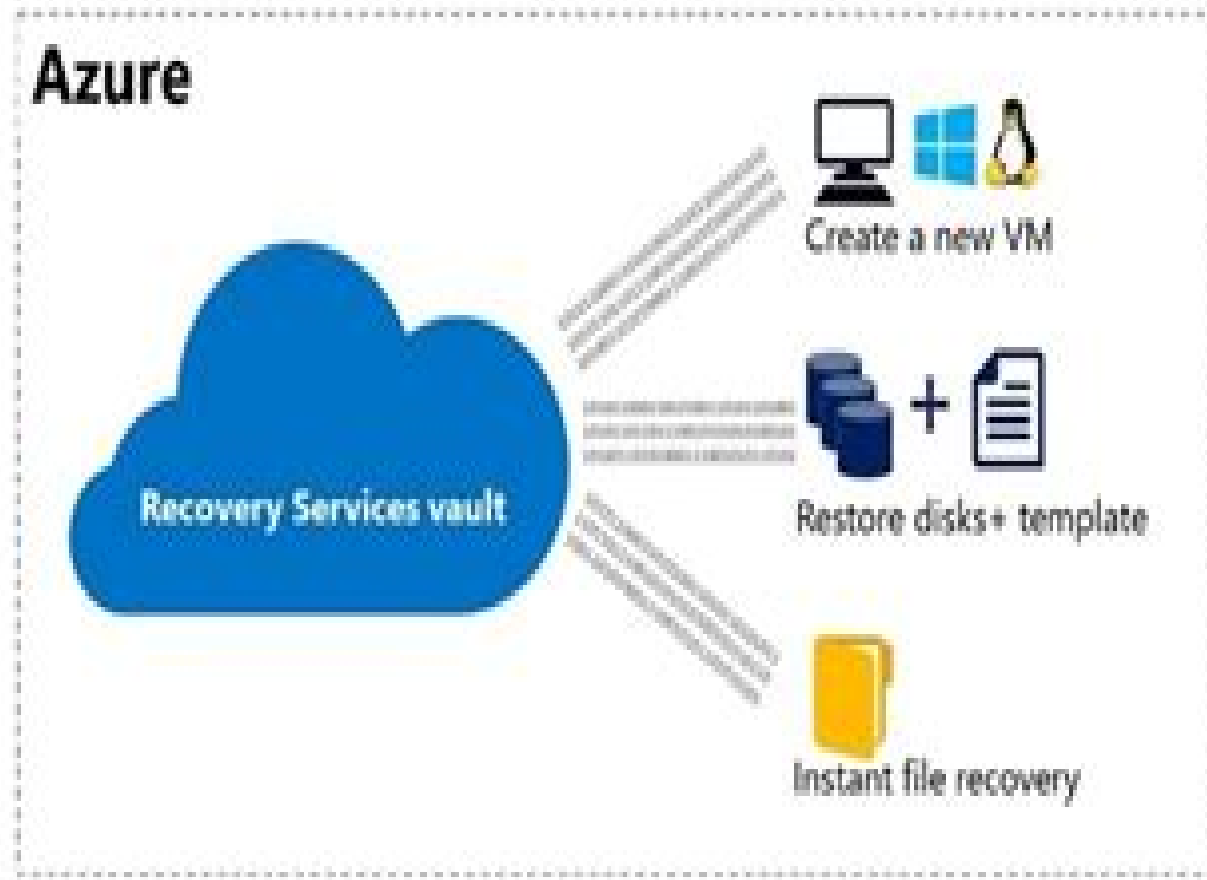 Azure
Create a new VM
Recovery Services vault
Restore disks+ template
Instant file recovery